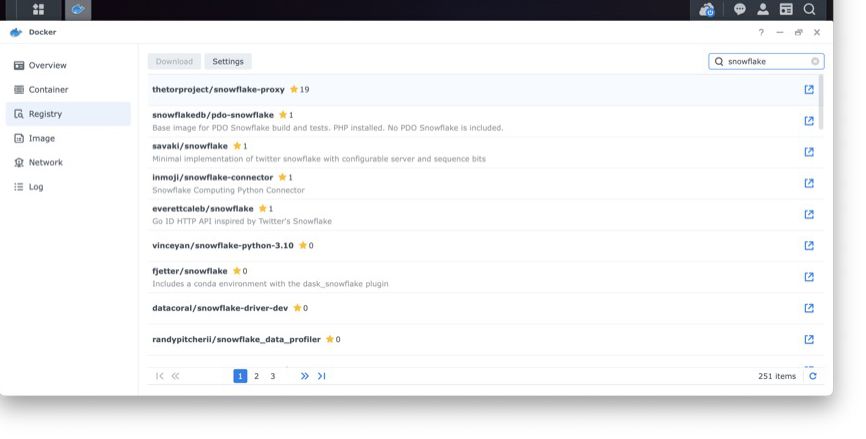 Docker
Overview
Container
Registry
Image
Network
Log
Download Settings
snowflake
thetorproject/snowflake-proxy 19
snowflakedb/pdo-snowflake 1
Base image for PDO Snowflake build and tests. PHP installed. No PDO Snowflake is included.
savaki/snowflake 1
Minimal implementation of twitter snowflake with configurable server and sequence bits
inmoji/snowflake-connector 1
Snowflake Computing Python Connector
everettcaleb/snowflake 1
Go ID HTTP API inspired by Twitter's Snowflake
vinceyan/snowflake-python-3.10 0
fjetter/snowflake 0
Includes a conda environment with the dask_snowflake plugin
datacoral/snowflake-driver-dev 0
randypitcherii/snowflake_data_profiler 0
1 2 3
251 items